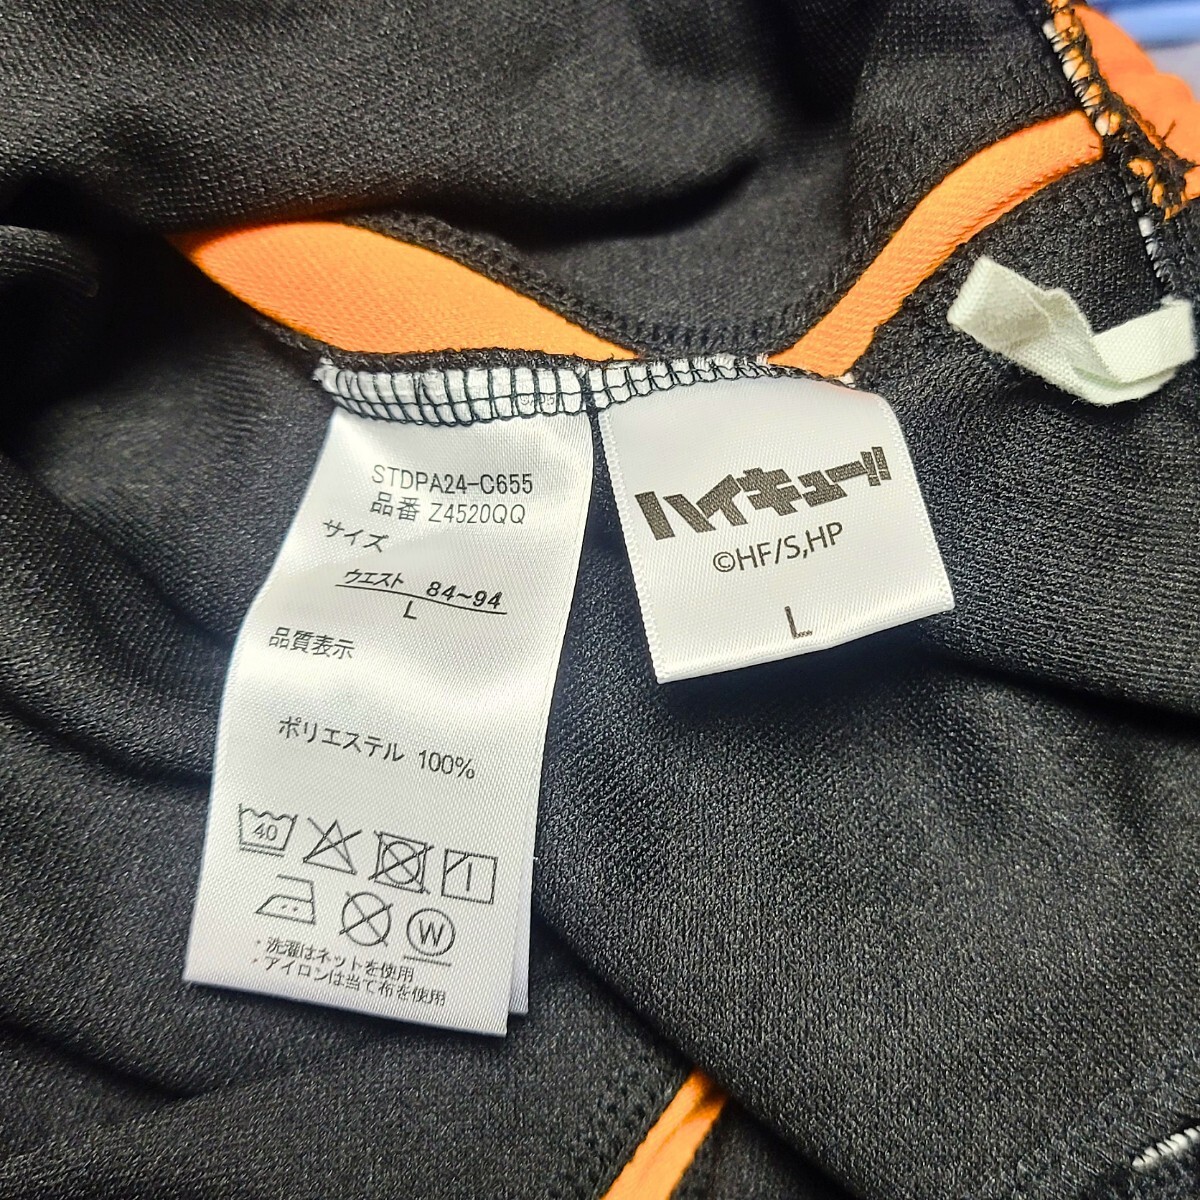 STDPA24-C655
品番 Z4520QQ
サイズ
ウエスト 84~94
L
品質表示
ポリエステル 100%
40
W
・洗濯はネットを使用
・アイロンは当て布を使用
ハイキュー!!
©HF/S,HP
L